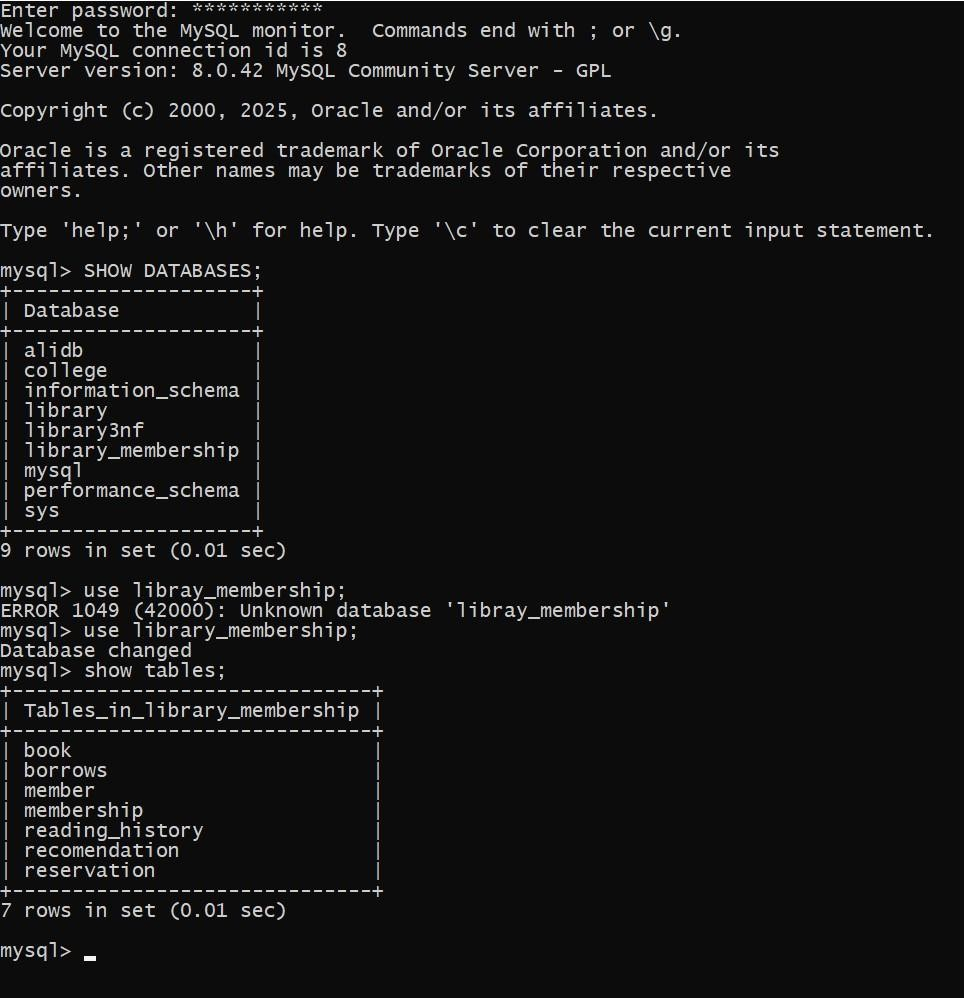 Enter password: ***********
Welcome to the MySQL monitor.  Commands end with ; or \g.
Your MySQL connection id is 8
Server version: 8.0.42 MySQL Community Server - GPL

Copyright (c) 2000, 2025, Oracle and/or its affiliates.

Oracle is a registered trademark of Oracle Corporation and/or its
affiliates. Other names may be trademarks of their respective
owners.

Type 'help;' or '\h' for help. Type '\c' to clear the current input statement.

mysql> SHOW DATABASES;
+--------------------+
| Database           |
+--------------------+
| alidb              |
| college            |
| information_schema |
| library            |
| library3nf         |
| library_membership |
| mysql              |
| performance_schema |
| sys                |
+--------------------+
9 rows in set (0.01 sec)

mysql> use libray_membership;
ERROR 1049 (42000): Unknown database 'libray_membership'
mysql> use library_membership;
Database changed
mysql> show tables;
+------------------------------+
| Tables_in_library_membership |
+------------------------------+
| book                         |
| borrows                      |
| member                       |
| membership                   |
| reading_history              |
| recomendation                |
| reservation                  |
+------------------------------+
7 rows in set (0.01 sec)

mysql> _